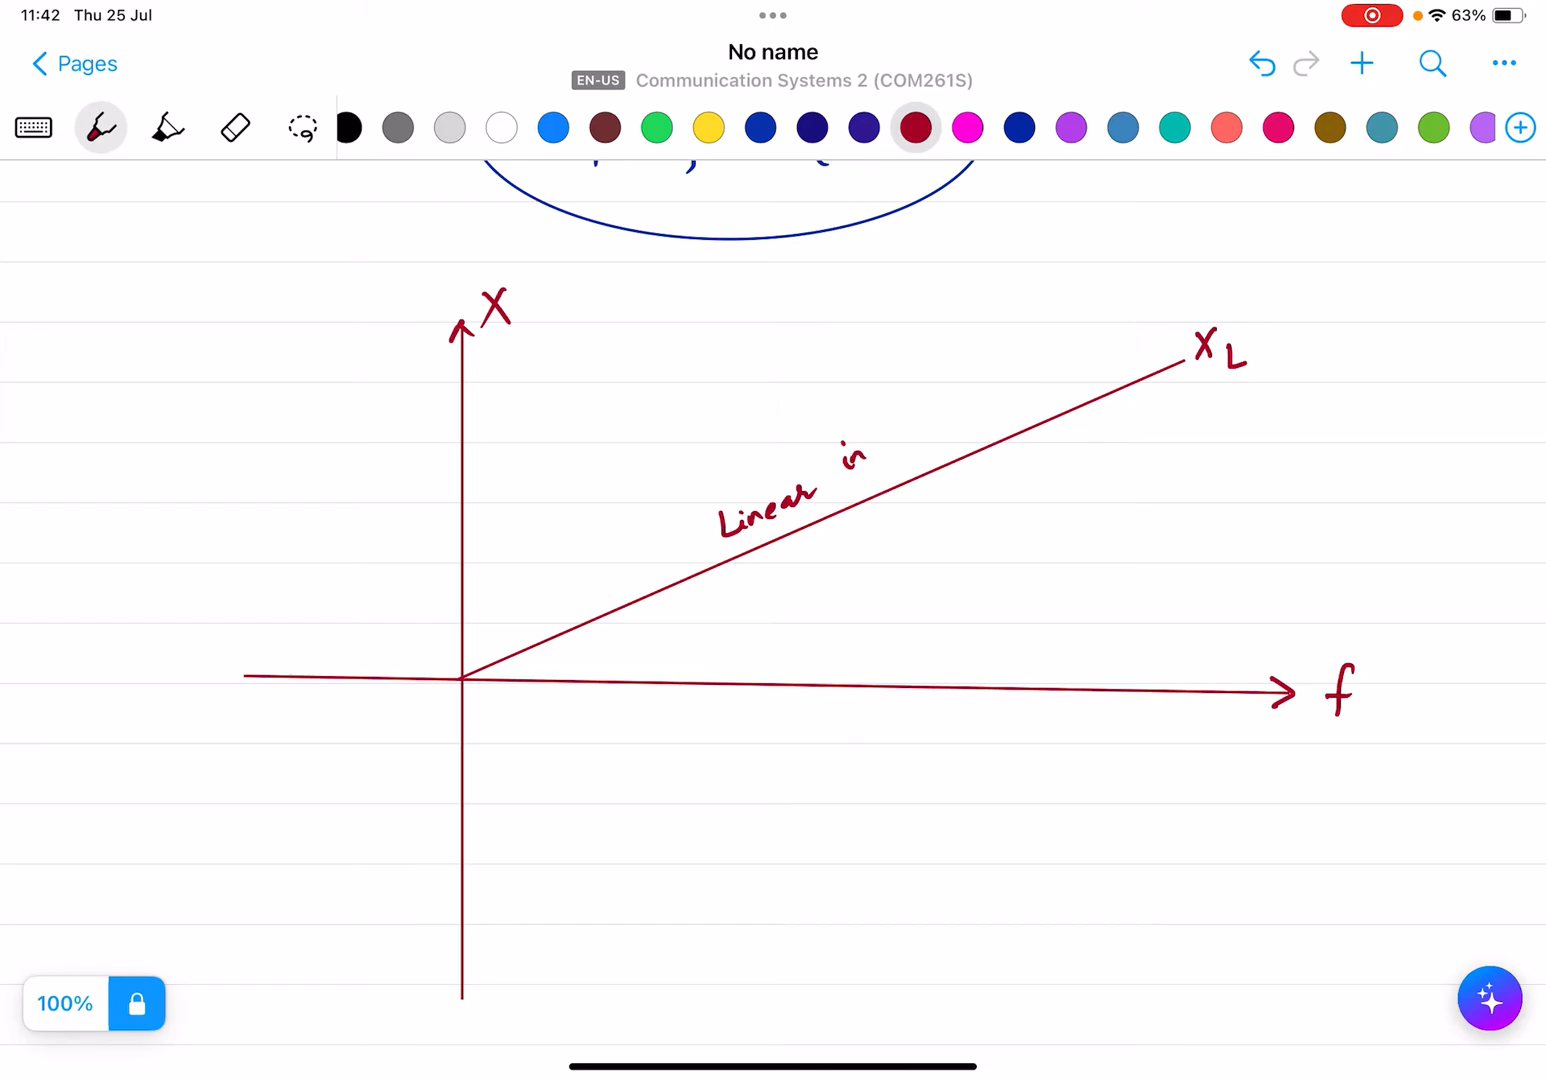 11:42 Thu 25 Jul
63%
Pages
No name
EN-US Communication Systems 2 (COM261S)
X
X L
Linear in
f
100%